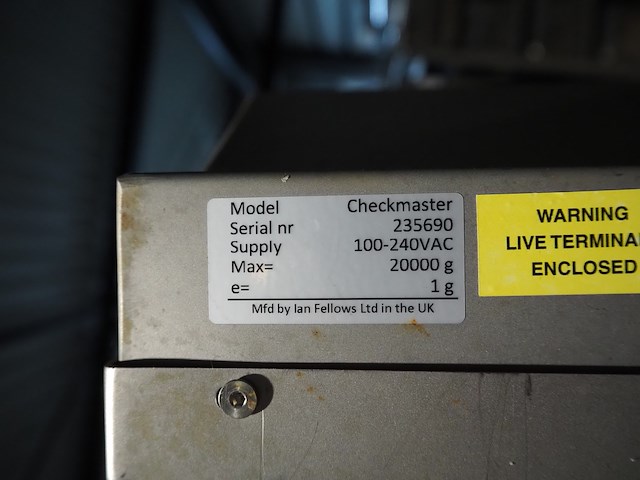 Model Checkmaster
Serial nr 235690
Supply 100-240VAC
Max= 20000 g
e= 1 g
Mfd by Ian Fellows Ltd in the UK
WARNING
LIVE
ENCLOSED